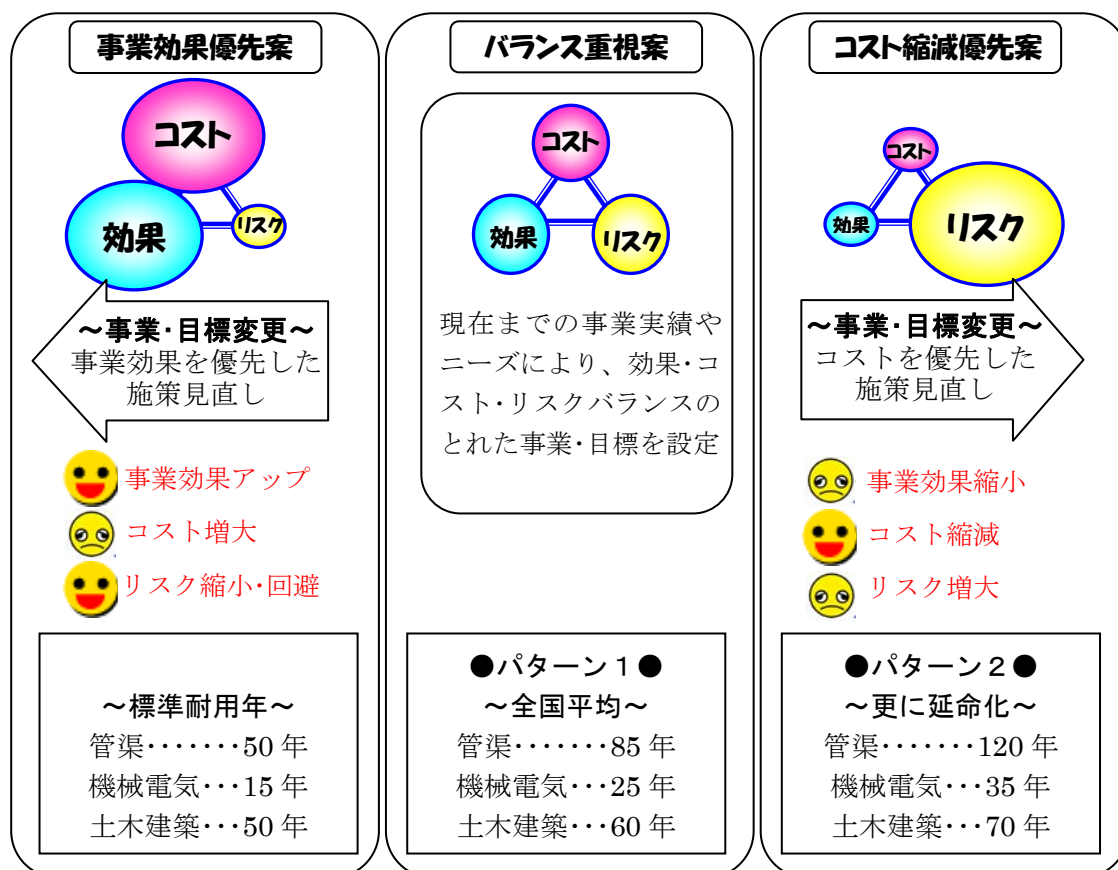 事業効果優先案
コスト
効果
リスク
～事業・目標変更～
事業効果を優先した
施策見直し
事業効果アップ
コスト増大
リスク縮小・回避
～標準耐用年～
管渠・・・・・・・50 年
機械電気・・・15 年
土木建築・・・50 年
バランス重視案
コスト
効果
リスク
現在までの事業実績や
ニーズにより、効果・コ
スト・リスクバランスの
とれた事業・目標を設定
●パターン１●
～全国平均～
管渠・・・・・・・85 年
機械電気・・・25 年
土木建築・・・60 年
コスト縮減優先案
コスト
効果
リスク
～事業・目標変更～
コストを優先した
施策見直し
事業効果縮小
コスト縮減
リスク増大
●パターン２●
～更に延命化～
管渠・・・・・・・120 年
機械電気・・・35 年
土木建築・・・70 年